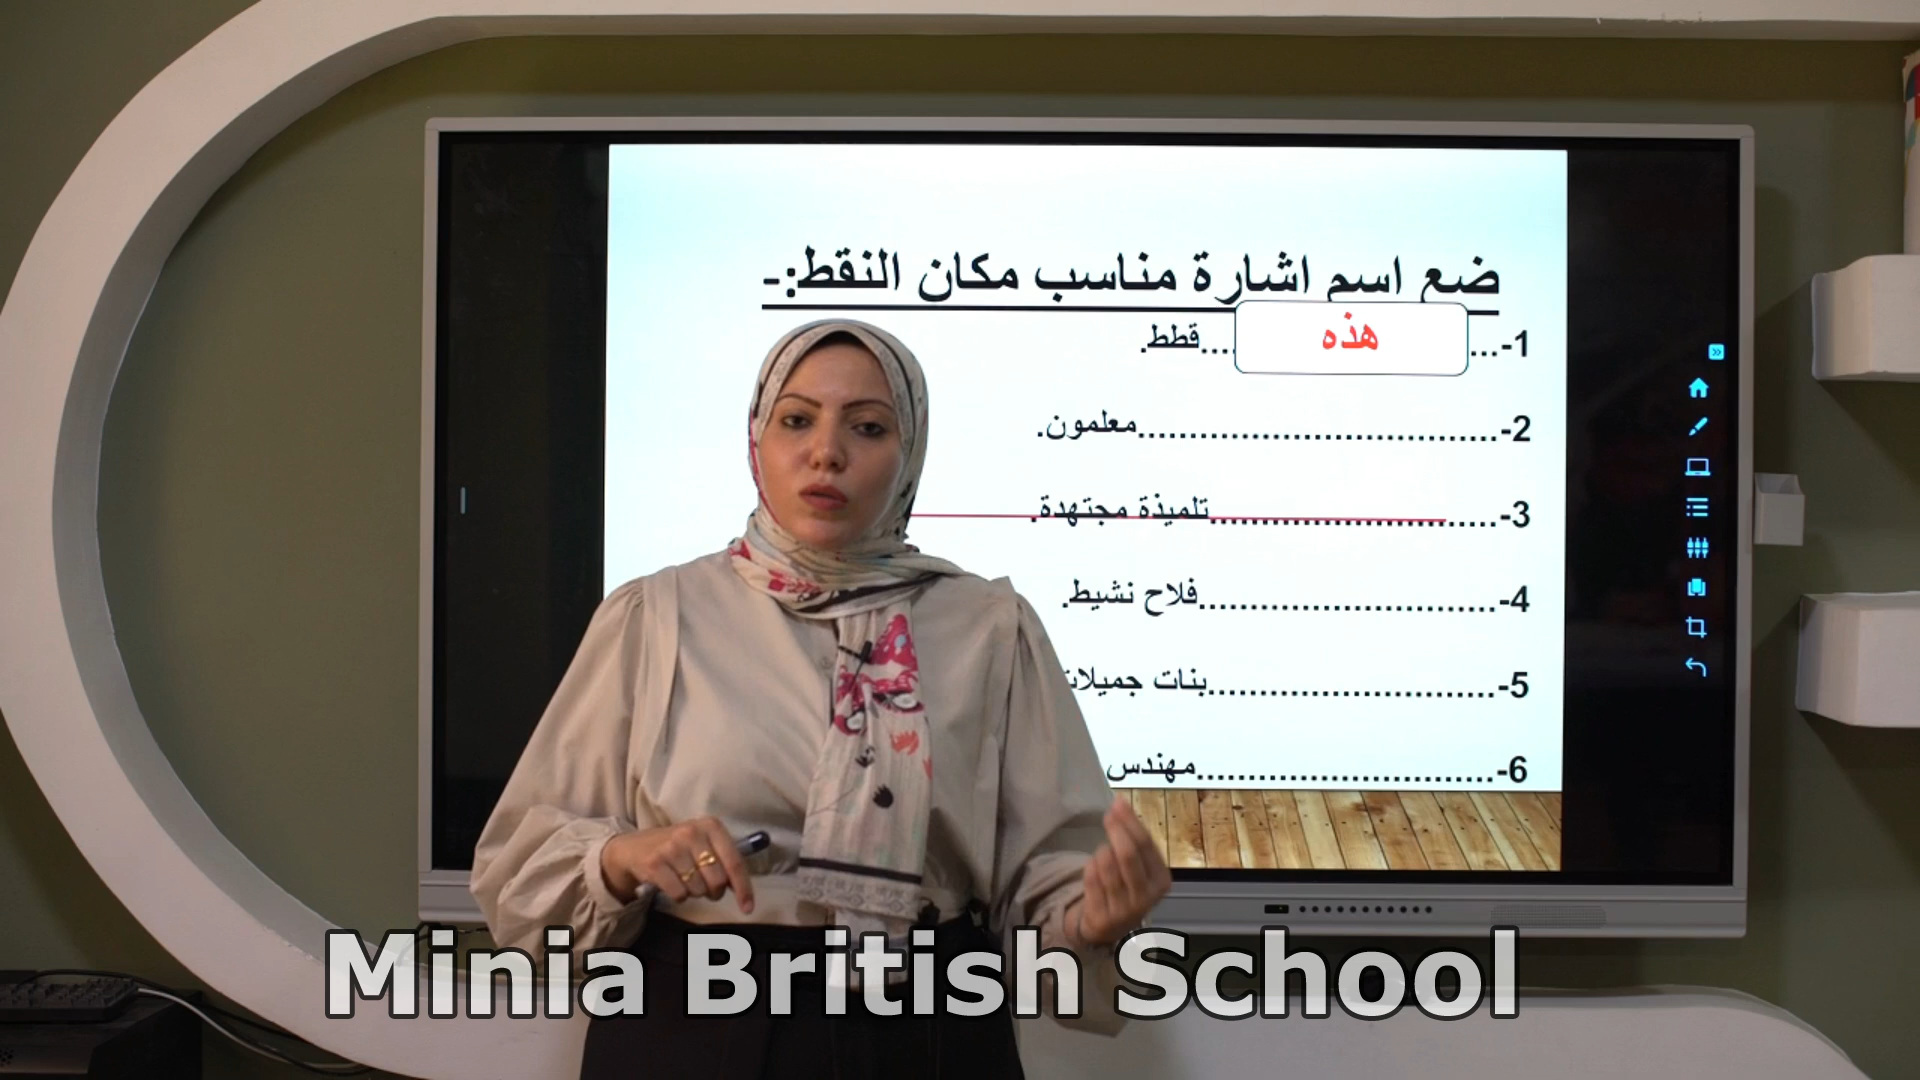 ضع اسم اشارة مناسب مكان النقط:-
1-... هذه ....قطط.
2-....................................معلمون.
3-.............................تلميذة مجتهدة.
4-..............................فلاح نشيط.
5-.............................بنات جميلات
6-..............................مهندس
Minia British School